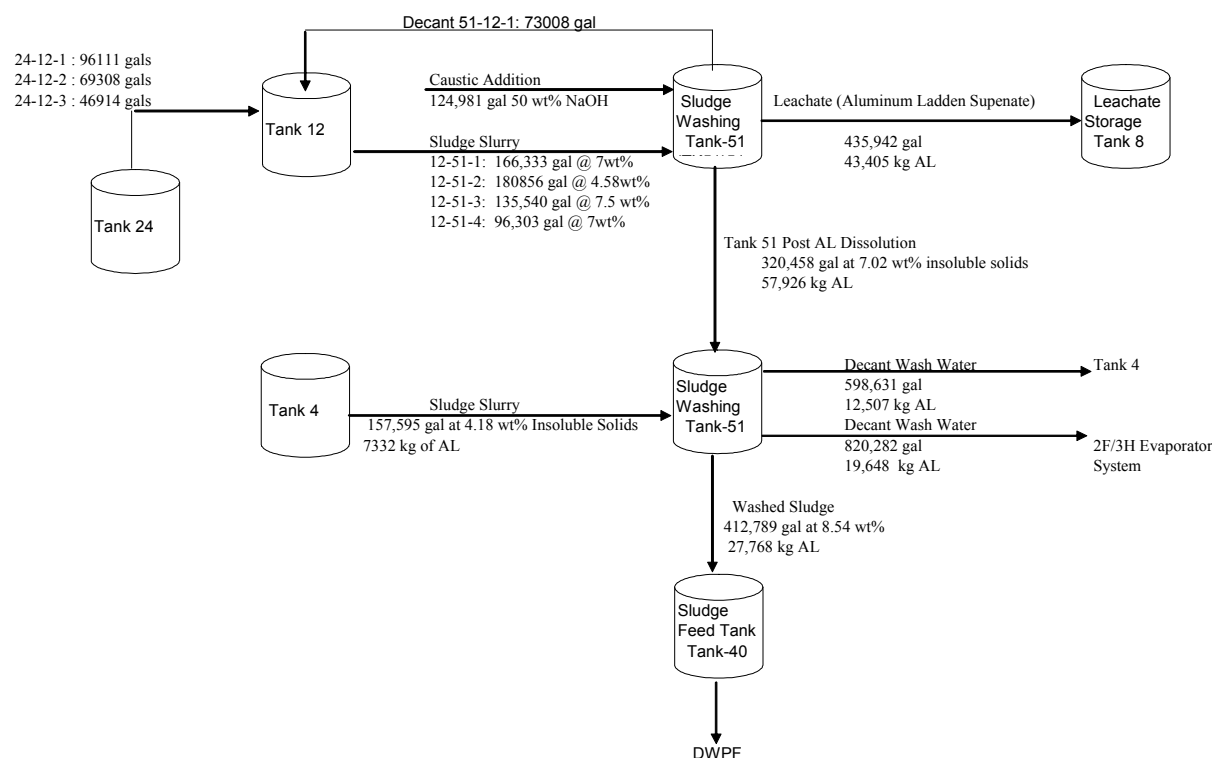 Decant 51-12-1: 73008 gal
24-12-1 : 96111 gals
24-12-2 : 69308 gals
24-12-3 : 46914 gals
Tank 24
Tank 12
Caustic Addition
124,981 gal 50 wt% NaOH
Sludge Slurry
12-51-1: 166,333 gal @ 7wt%
12-51-2: 180856 gal @ 4.58wt%
12-51-3: 135,540 gal @ 7.5 wt%
12-51-4: 96,303 gal @ 7wt%
Sludge
Washing
Tank-51
Leachate (Aluminum Ladden Supenate)
435,942 gal
43,405 kg AL
Leachate
Storage
Tank 8
Tank 51 Post AL Dissolution
320,458 gal at 7.02 wt% insoluble solids
57,926 kg AL
Tank 4
Sludge Slurry
157,595 gal at 4.18 wt% Insoluble Solids
7332 kg of AL
Sludge
Washing
Tank-51
Decant Wash Water
598,631 gal
12,507 kg AL
Tank 4
Decant Wash Water
820,282 gal
19,648 kg AL
2F/3H Evaporator
System
Washed Sludge
412,789 gal at 8.54 wt%
27,768 kg AL
Sludge
Feed Tank
Tank-40
DWPF